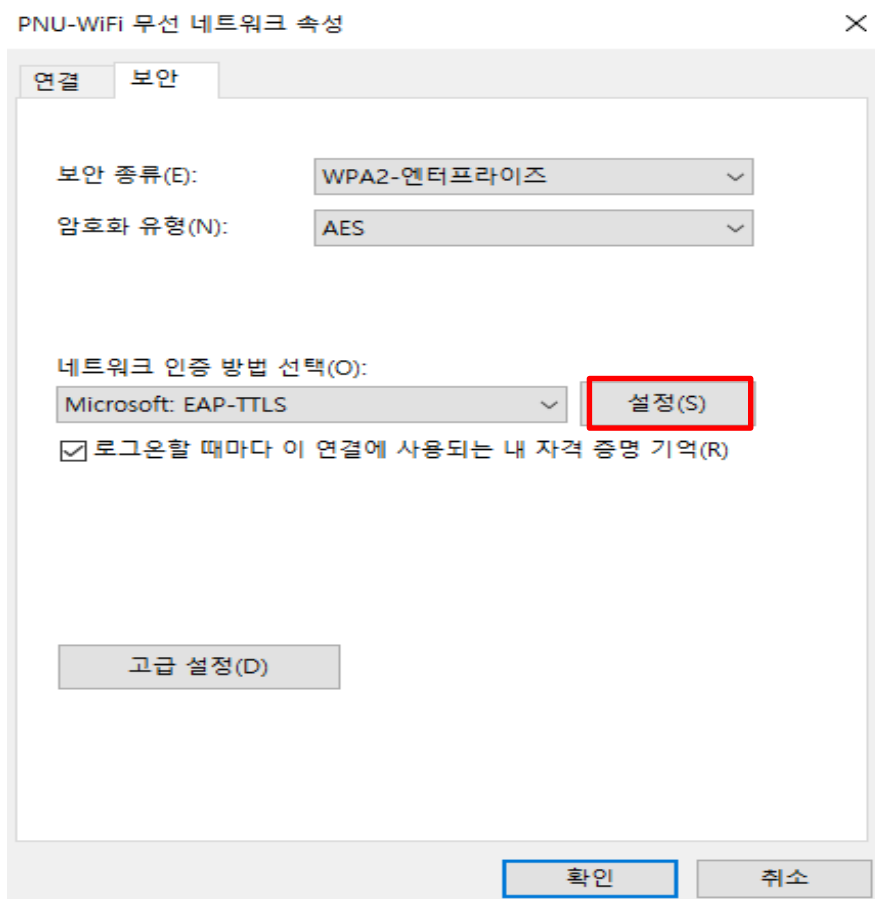 PNU-WiFi 무선 네트워크 속성
연결 보안
보안 종류(E): WPA2-엔터프라이즈
암호화 유형(N): AES
네트워크 인증 방법 선택(O):
Microsoft: EAP-TTLS 설정(S)
로그온할 때마다 이 연결에 사용되는 내 자격 증명 기억(R)
고급 설정(D)
확인 취소